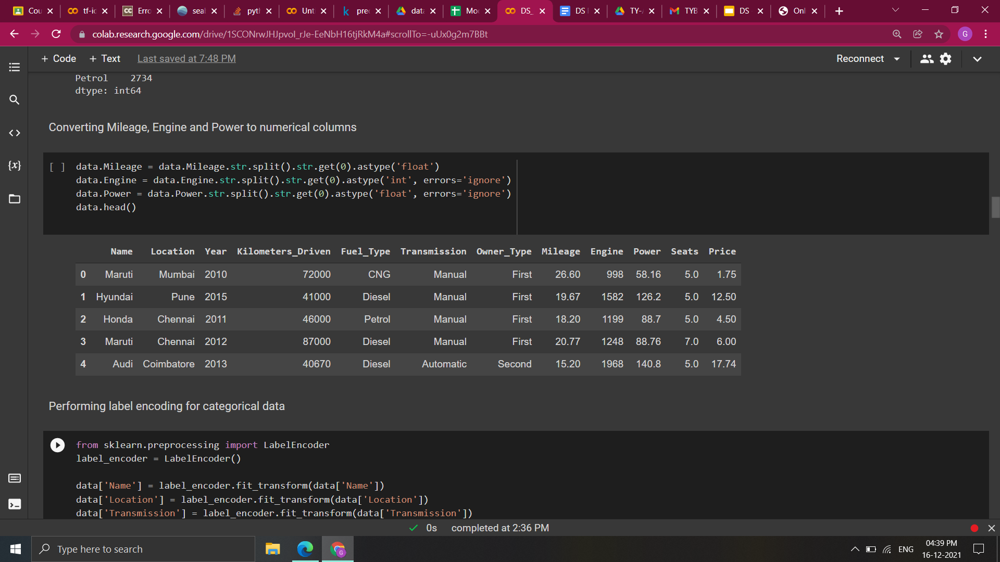 Cou tf-ic CC Erro seal pytl Unti k pre data Mo DS_ DS TY- TYB DS Onl
colab.research.google.com/drive/1SCONrwJHJpvoI_rJe-EeNbH16tjRkM4a#scrollTo=-uUx0g2m7BBt G
+ Code + Text Last saved at 7:48 PM Reconnect
Petrol 2734
dtype: int64
Converting Mileage, Engine and Power to numerical columns
[ ] data.Mileage = data.Mileage.str.split().str.get(0).astype('float')
data.Engine = data.Engine.str.split().str.get(0).astype('int', errors='ignore')
data.Power = data.Power.str.split().str.get(0).astype('float', errors='ignore')
data.head()
Name Location Year Kilometers_Driven Fuel_Type Transmission Owner_Type Mileage Engine Power Seats Price
0 Maruti Mumbai 2010 72000 CNG Manual First 26.60 998 58.16 5.0 1.75
1 Hyundai Pune 2015 41000 Diesel Manual First 19.67 1582 126.2 5.0 12.50
2 Honda Chennai 2011 46000 Petrol Manual First 18.20 1199 88.7 5.0 4.50
3 Maruti Chennai 2012 87000 Diesel Manual First 20.77 1248 88.76 7.0 6.00
4 Audi Coimbatore 2013 40670 Diesel Automatic Second 15.20 1968 140.8 5.0 17.74
Performing label encoding for categorical data
from sklearn.preprocessing import LabelEncoder
label_encoder = LabelEncoder()
data['Name'] = label_encoder.fit_transform(data['Name'])
data['Location'] = label_encoder.fit_transform(data['Location'])
data['Transmission'] = label_encoder.fit_transform(data['Transmission'])
0s completed at 2:36 PM
Type here to search G ENG 04:39 PM
16-12-2021